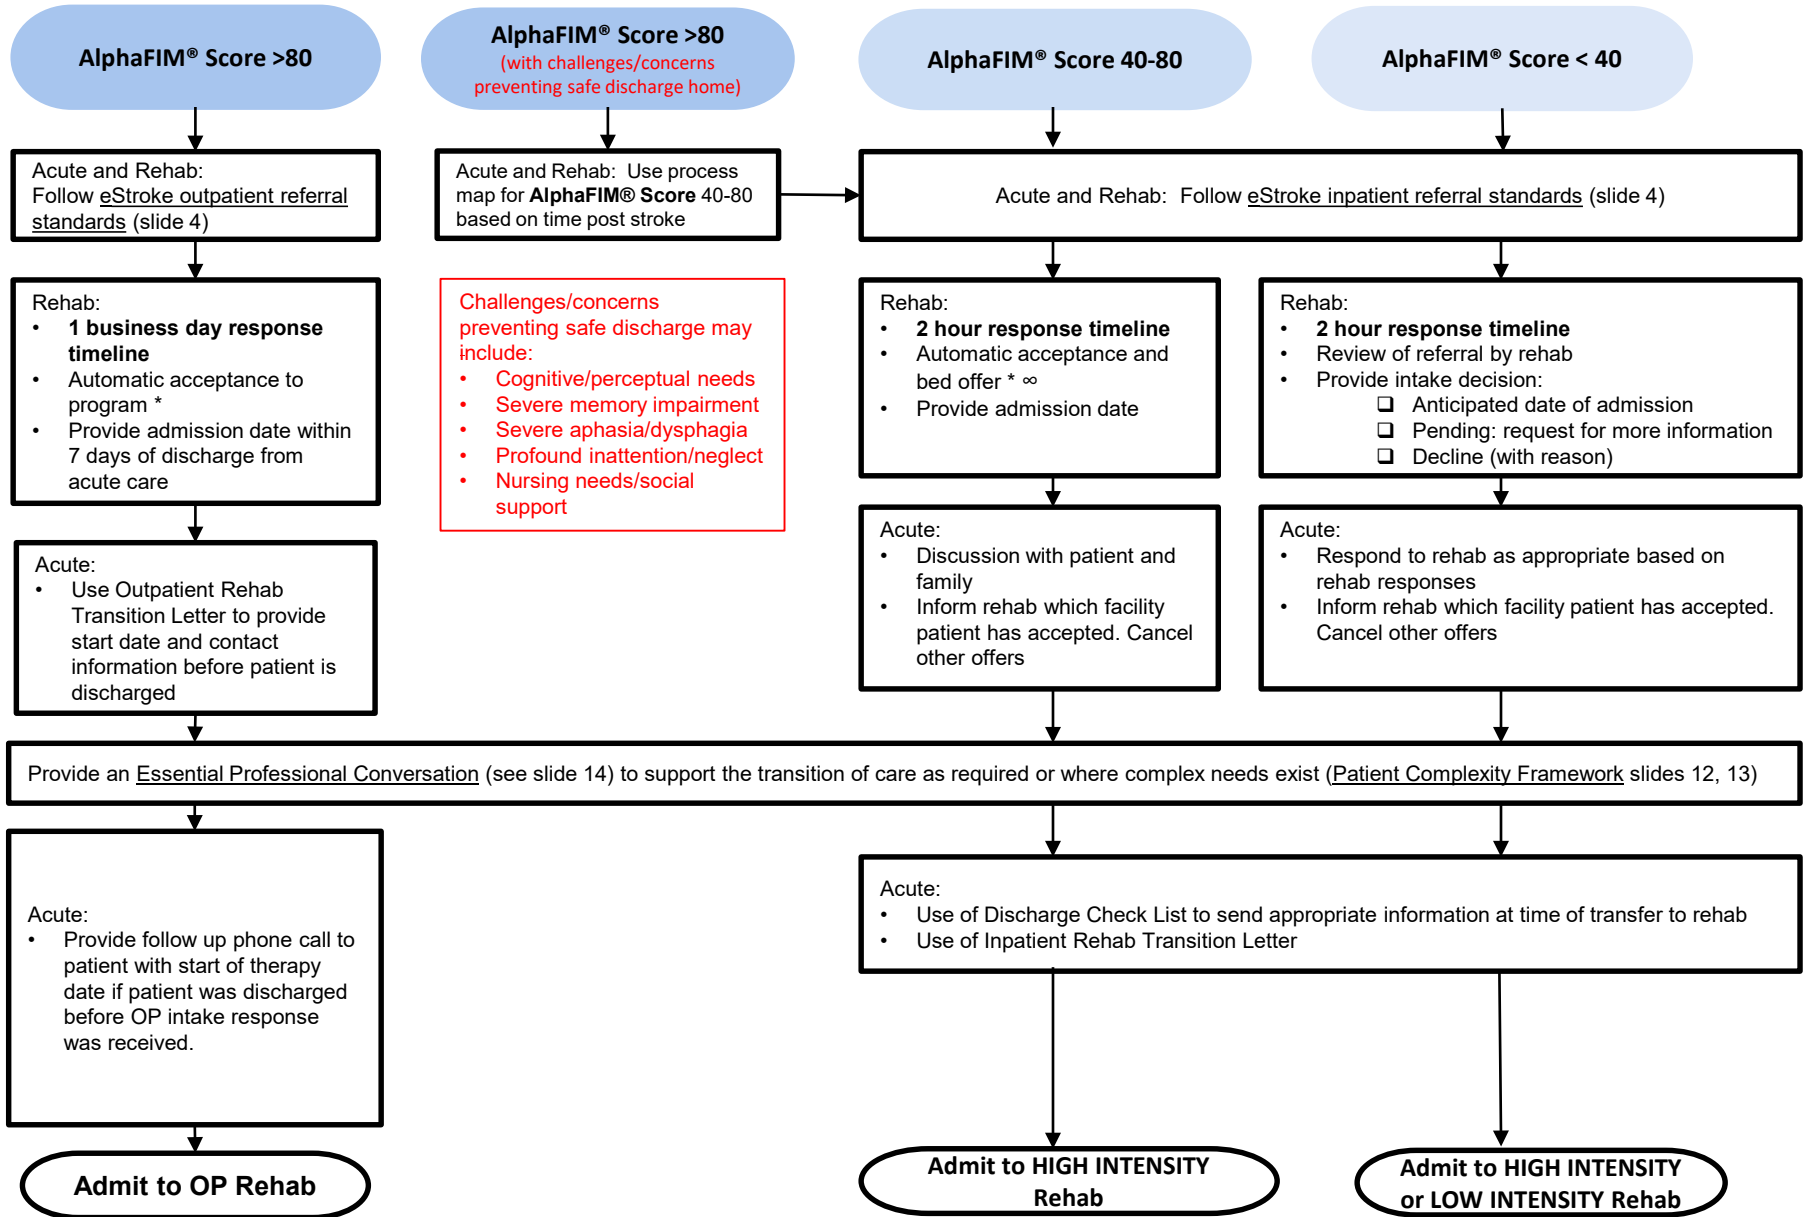 AlphaFIM® Score >80
AlphaFIM® Score >80
(with challenges/concerns
preventing safe discharge home)
AlphaFIM® Score 40-80
AlphaFIM® Score < 40
Acute and Rehab:
Follow eStroke outpatient referral
standards (slide 4)
Acute and Rehab:  Use process
map for AlphaFIM® Score 40-80
based on time post stroke
Acute and Rehab:  Follow eStroke inpatient referral standards (slide 4)
Rehab:
• 1 business day response
timeline
• Automatic acceptance to
program *
• Provide admission date within
7 days of discharge from
acute care
Challenges/concerns
preventing safe discharge may
include:
• Cognitive/perceptual needs
• Severe memory impairment
• Severe aphasia/dysphagia
• Profound inattention/neglect
• Nursing needs/social
support
Rehab:
• 2 hour response timeline
• Automatic acceptance and
bed offer * ∞
• Provide admission date
Rehab:
• 2 hour response timeline
• Review of referral by rehab
• Provide intake decision:
❑ Anticipated date of admission
❑ Pending: request for more information
❑ Decline (with reason)
Acute:
• Use Outpatient Rehab
Transition Letter to provide
start date and contact
information before patient is
discharged
Acute:
• Discussion with patient and
family
• Inform rehab which facility
patient has accepted. Cancel
other offers
Acute:
• Respond to rehab as appropriate based on
rehab responses
• Inform rehab which facility patient has accepted.
Cancel other offers
Provide an Essential Professional Conversation (see slide 14) to support the transition of care as required or where complex needs exist (Patient Complexity Framework slides 12, 13)
Acute:
• Provide follow up phone call to
patient with start of therapy
date if patient was discharged
before OP intake response
was received.
Acute:
• Use of Discharge Check List to send appropriate information at time of transfer to rehab
• Use of Inpatient Rehab Transition Letter
Admit to OP Rehab
Admit to HIGH INTENSITY
Rehab
Admit to HIGH INTENSITY
or LOW INTENSITY Rehab